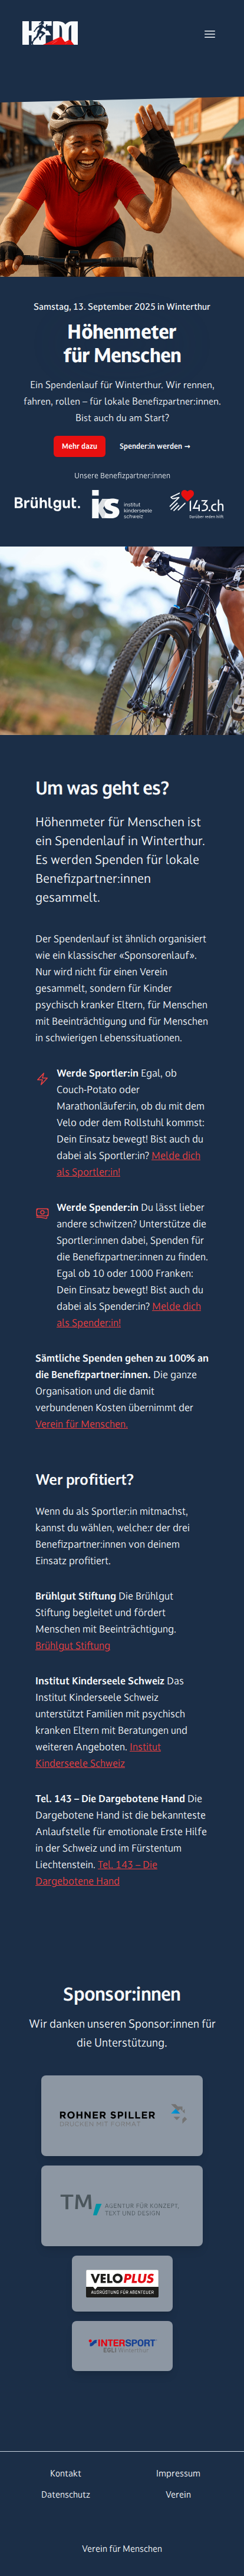 HFM
Samstag, 13. September 2025 in Winterthur
Höhenmeter
für Menschen
Ein Spendenlauf für Winterthur. Wir rennen,
fahren, rollen – für lokale Benefizpartner:innen.
Bist auch du am Start?
Mehr dazu
Spender:in werden →
Unsere Benefizpartner:innen
Brühlgut.
iks
institut
kinderseele
schweiz
143.ch
Darüber reden hilft
Um was geht es?
Höhenmeter für Menschen ist
ein Spendenlauf in Winterthur.
Es werden Spenden für lokale
Benefizpartner:innen
gesammelt.
Der Spendenlauf ist ähnlich organisiert
wie ein klassischer «Sponsorenlauf».
Nur wird nicht für einen Verein
gesammelt, sondern für Kinder
psychisch kranker Eltern, für Menschen
mit Beeinträchtigung und für Menschen
in schwierigen Lebenssituationen.
Werde Sportler:in Egal, ob
Couch-Potato oder
Marathonläufer:in, ob du mit dem
Velo oder dem Rollstuhl kommst:
Dein Einsatz bewegt! Bist auch du
dabei als Sportler:in? Melde dich
als Sportler:in!
Werde Spender:in Du lässt lieber
andere schwitzen? Unterstütze die
Sportler:innen dabei, Spenden für
die Benefizpartner:innen zu finden.
Egal ob 10 oder 1000 Franken:
Dein Einsatz bewegt! Bist auch du
dabei als Spender:in? Melde dich
als Spender:in!
Sämtliche Spenden gehen zu 100% an
die Benefizpartner:innen. Die ganze
Organisation und die damit
verbundenen Kosten übernimmt der
Verein für Menschen.
Wer profitiert?
Wenn du als Sportler:in mitmachst,
kannst du wählen, welche:r der drei
Benefizpartner:innen von deinem
Einsatz profitiert.
Brühlgut Stiftung Die Brühlgut
Stiftung begleitet und fördert
Menschen mit Beeinträchtigung.
Brühlgut Stiftung
Institut Kinderseele Schweiz Das
Institut Kinderseele Schweiz
unterstützt Familien mit psychisch
kranken Eltern mit Beratungen und
weiteren Angeboten. Institut
Kinderseele Schweiz
Tel. 143 – Die Dargebotene Hand Die
Dargebotene Hand ist die bekannteste
Anlaufstelle für emotionale Erste Hilfe
in der Schweiz und im Fürstentum
Liechtenstein. Tel. 143 – Die
Dargebotene Hand
Sponsor:innen
Wir danken unseren Sponsor:innen für
die Unterstützung.
ROHNER SPILLER
DRUCKEN MIT FORMAT
TM,
AGENTUR FÜR KONZEPT,
TEXT UND DESIGN
VELOPLUS
AUSRÜSTUNG FÜR ABENTEUER
INTERSPORT
EGLI Winterthur
Kontakt
Impressum
Datenschutz
Verein
Verein für Menschen